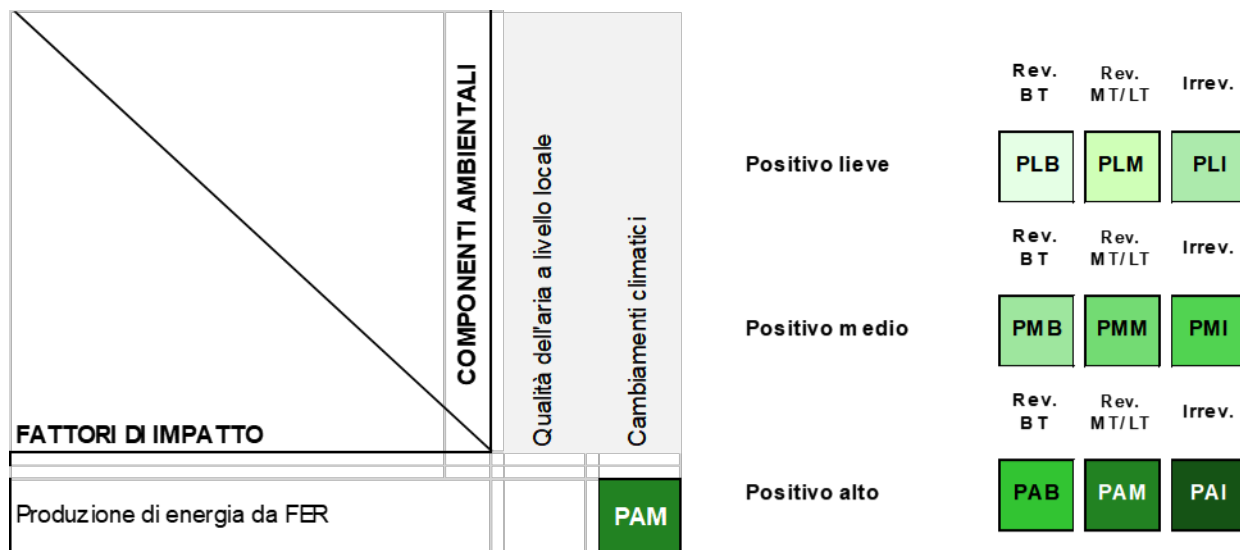 COMPONENTI AMBIENTALI
Qualità dell'aria a livello locale
Cambiamenti climatici
FATTORI DI IMPATTO
Produzione di energia da FER
PAM
Rev. BT
Rev. MT/LT
Irrev.
Positivo lieve
PLB
PLM
PLI
Rev. BT
Rev. MT/LT
Irrev.
Positivo medio
PMB
PMM
PMI
Rev. BT
Rev. MT/LT
Irrev.
Positivo alto
PAB
PAM
PAI